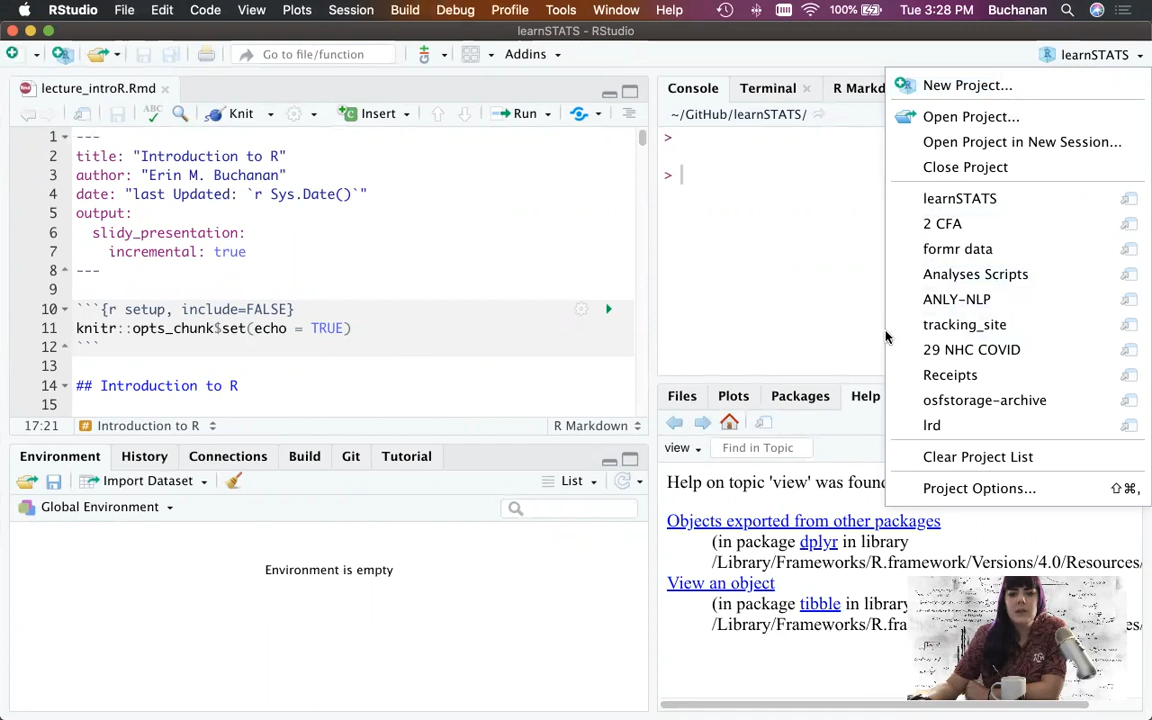 RStudio File Edit Code View Plots Session Build Debug Profile Tools Window Help 100% Tue 3:28 PM Buchanan
learnSTATS - RStudio
Go to file/function Addins learnSTATS
lecture_introR.Rmd
Knit Insert Run
1 ---
2 title: "Introduction to R"
3 author: "Erin M. Buchanan"
4 date: "last Updated: `r Sys.Date()`"
5 output:
6 slidy_presentation:
7 incremental: true
8 ---
9
10 ```{r setup, include=FALSE}
11 knitr::opts_chunk$set(echo = TRUE)
12 ```
13
14 ## Introduction to R
15
17:21 Introduction to R R Markdown
Environment History Connections Build Git Tutorial
Import Dataset List
Global Environment
Environment is empty
Console Terminal R Markd
~/GitHub/learnSTATS/
>
>
New Project...
Open Project...
Open Project in New Session...
Close Project
learnSTATS
2 CFA
formr data
Analyses Scripts
ANLY-NLP
tracking_site
29 NHC COVID
Receipts
osfstorage-archive
lrd
Clear Project List
Project Options... ⇧⌘,
Files Plots Packages Help
view Find in Topic
Help on topic 'view' was foun
Objects exported from other packages
(in package dplyr in library
/Library/Frameworks/R.framework/Versions/4.0/Resources/
View an object
(in package tibble in library
/Library/Frameworks/R.fra